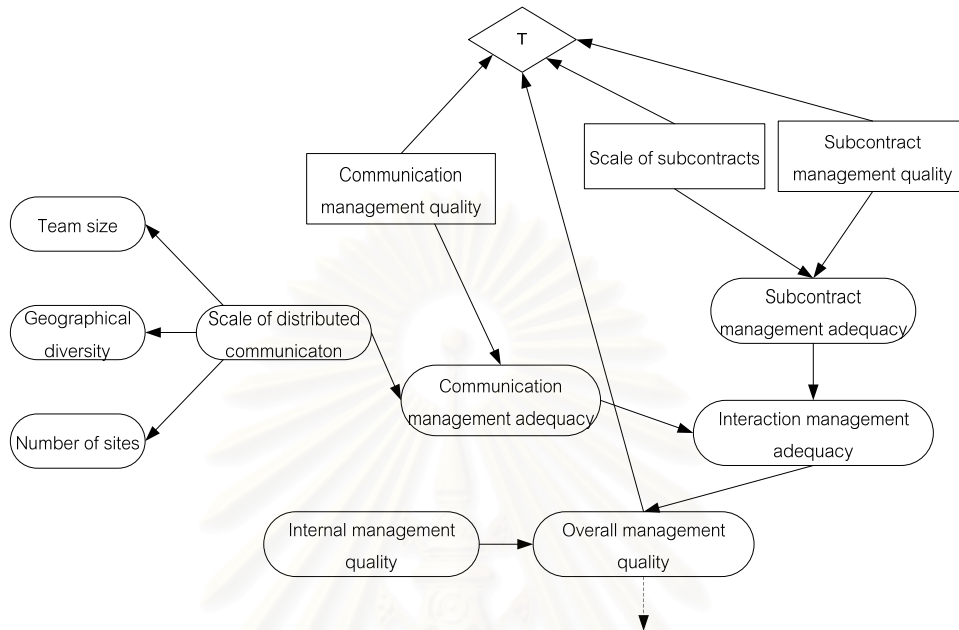 T
Communication
management quality
Scale of subcontracts
Subcontract
management quality
Team size
Geographical
diversity
Scale of distributed
communicaton
Subcontract
management adequacy
Communication
management adequacy
Interaction management
adequacy
Number of sites
Internal management
quality
Overall management
quality